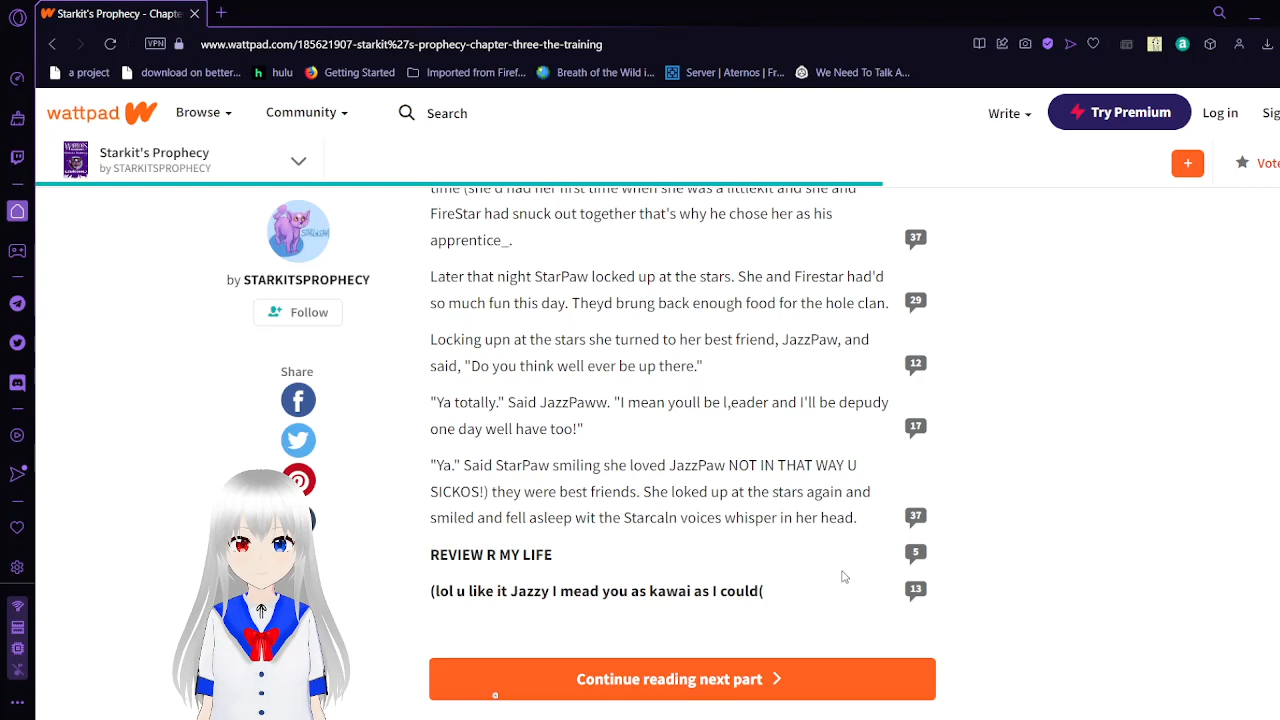 Starkit's Prophecy - Chapte
VPN
www.wattpad.com/185621907-starkit%27s-prophecy-chapter-three-the-training
a project
download on better...
hulu
Getting Started
Imported from Firef...
Breath of the Wild i...
Server | Aternos | Fr...
We Need To Talk A...
wattpad
Browse
Community
Search
Write
Try Premium
Log in
Sig
Starkit's Prophecy
by STARKITSPROPHECY
+
Vote
time (she'd had her first time when she was a littlekit and she and
FireStar had snuck out together that's why he chose her as his
apprentice_.
37
by STARKITSPROPHECY
Follow
Later that night StarPaw locked up at the stars. She and Firestar had'd
so much fun this day. Theyd brung back enough food for the hole clan.
29
Locking upn at the stars she turned to her best friend, JazzPaw, and
said, "Do you think well ever be up there."
12
Share
"Ya totally." Said JazzPaww. "I mean youll be l,eader and I'll be depudy
one day well have too!"
17
"Ya." Said StarPaw smiling she loved JazzPaw NOT IN THAT WAY U
SICKOS!) they were best friends. She loked up at the stars again and
smiled and fell asleep wit the Starcaln voices whisper in her head.
37
REVIEW R MY LIFE
5
(lol u like it Jazzy I mead you as kawai as I could(
13
Continue reading next part